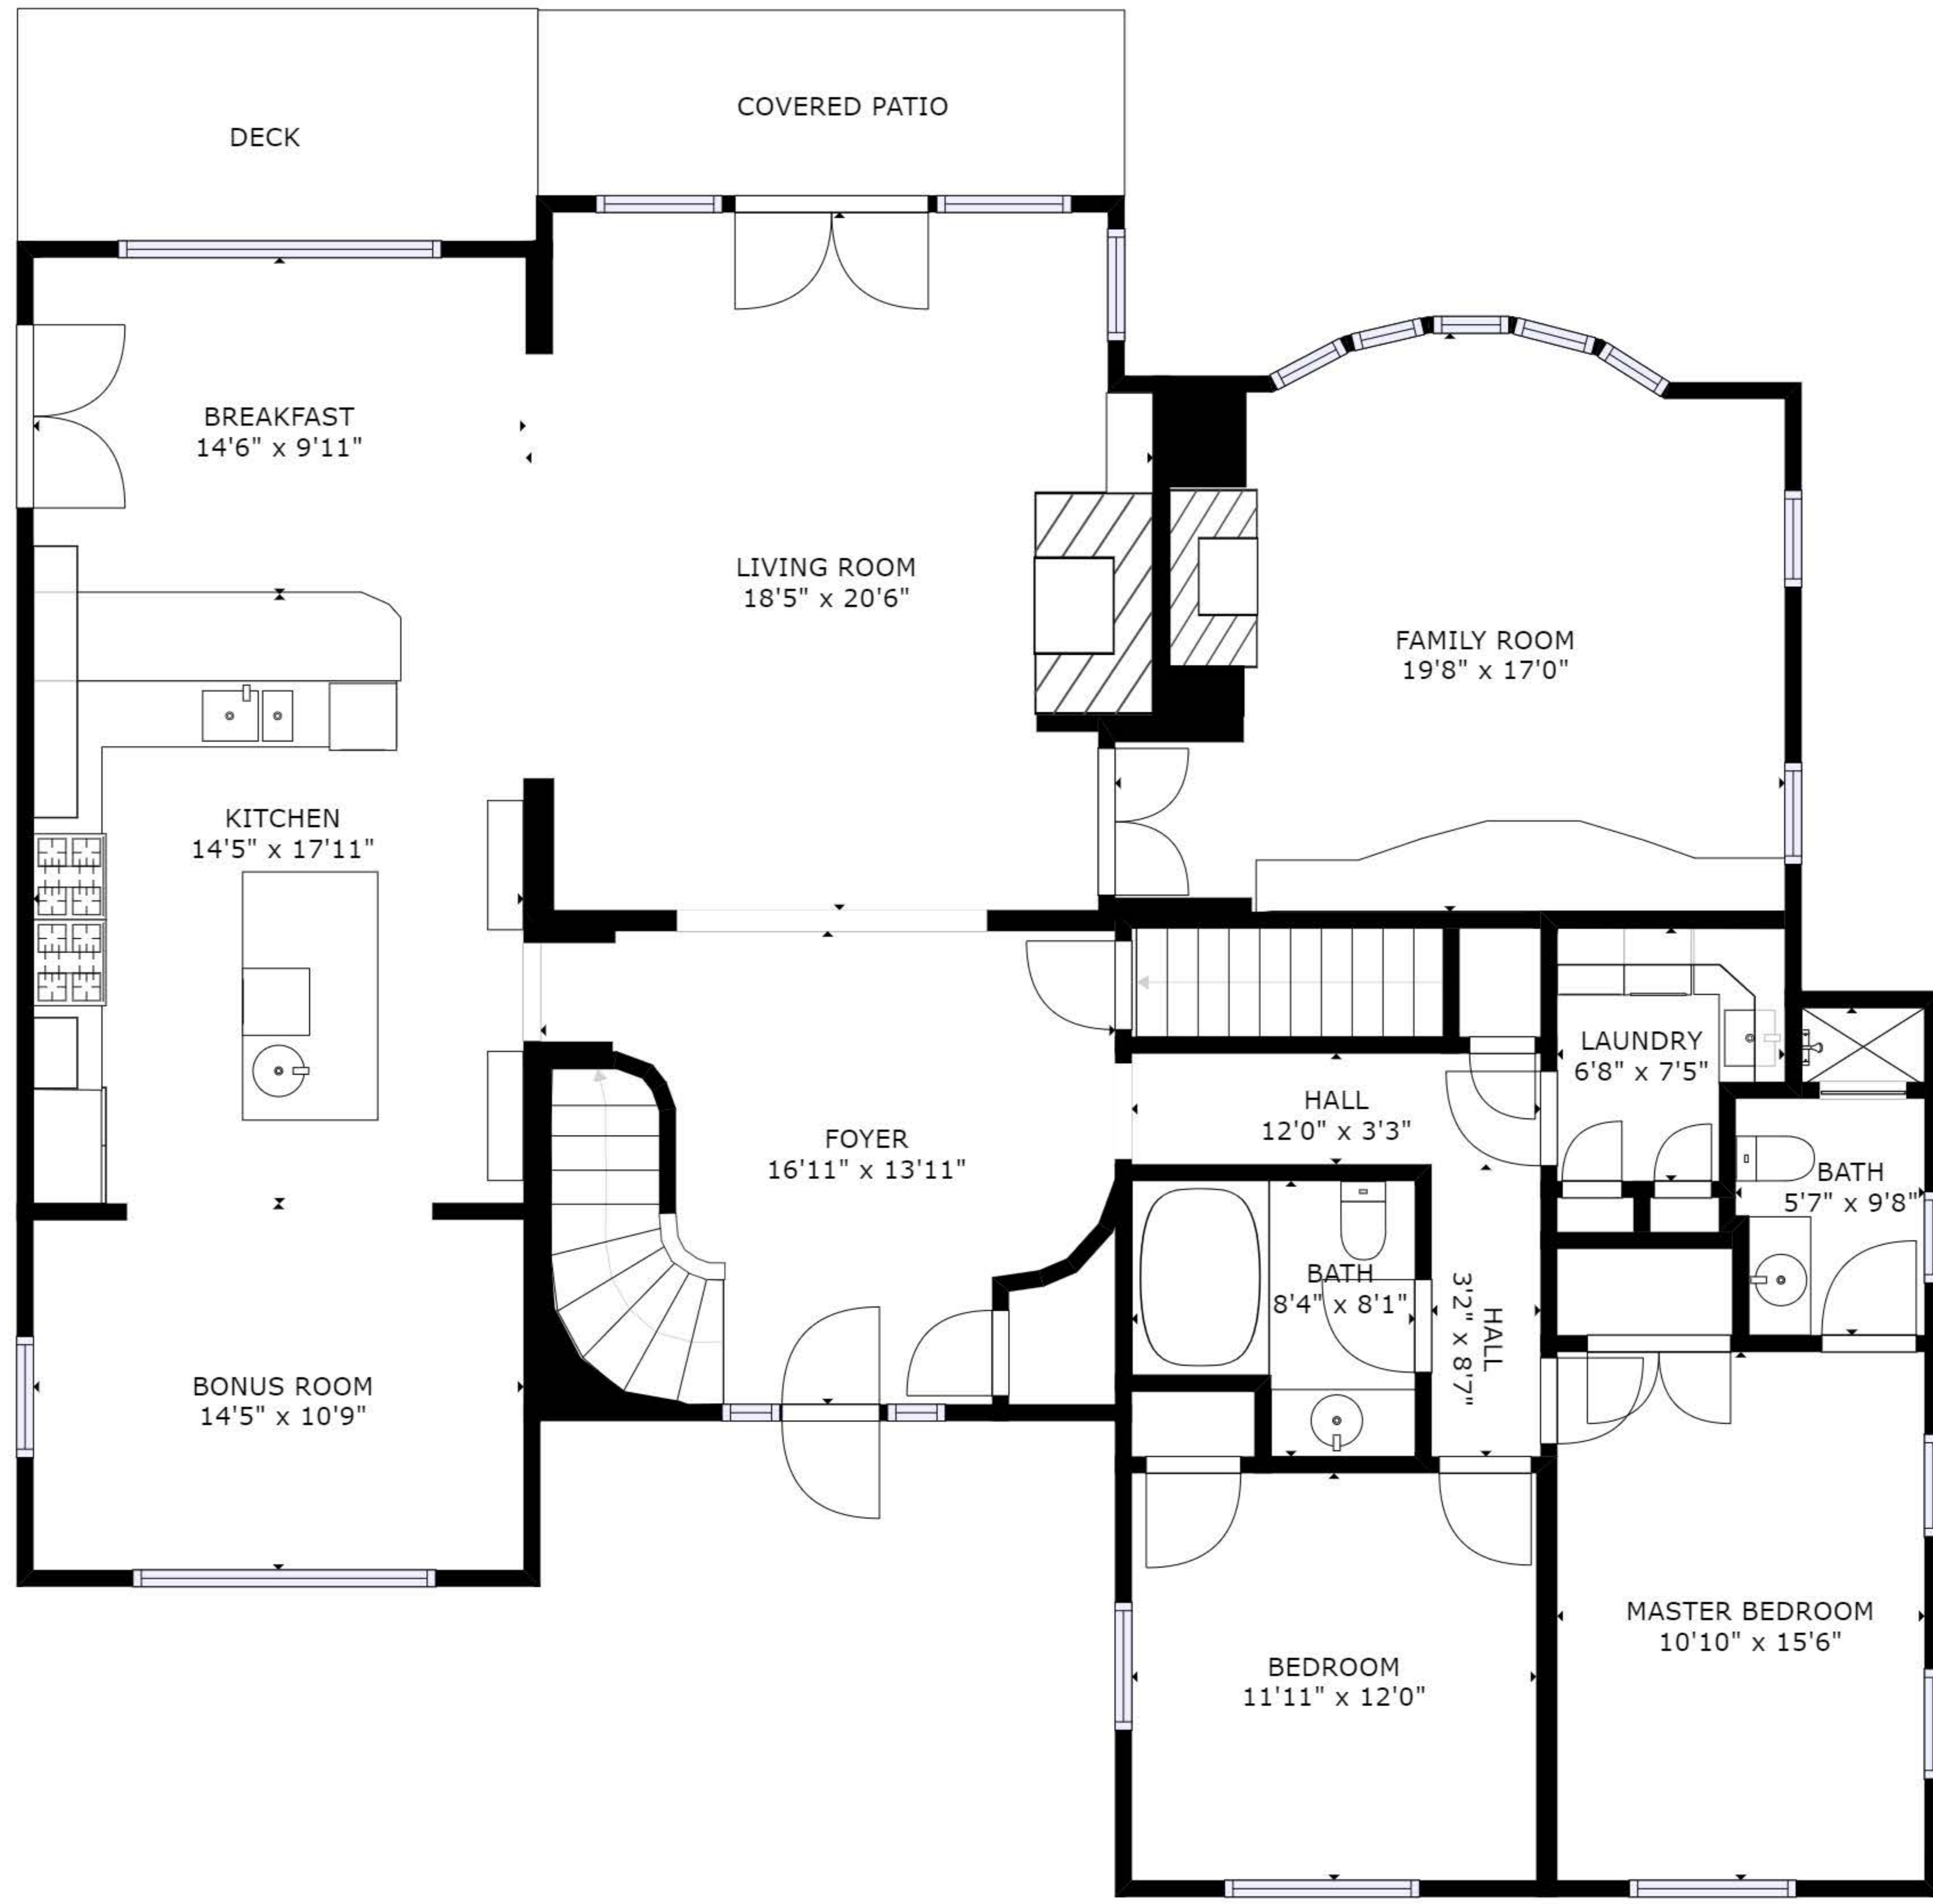 DECK
COVERED PATIO
BREAKFAST
14'6" x 9'11"
LIVING ROOM
18'5" x 20'6"
FAMILY ROOM
19'8" x 17'0"
KITCHEN
14'5" x 17'11"
LAUNDRY
6'8" x 7'5"
HALL
12'0" x 3'3"
FOYER
16'11" x 13'11"
BATH
5'7" x 9'8"
BATH
8'4" x 8'1"
HALL
3'2" x 8'7"
BONUS ROOM
14'5" x 10'9"
MASTER BEDROOM
10'10" x 15'6"
BEDROOM
11'11" x 12'0"